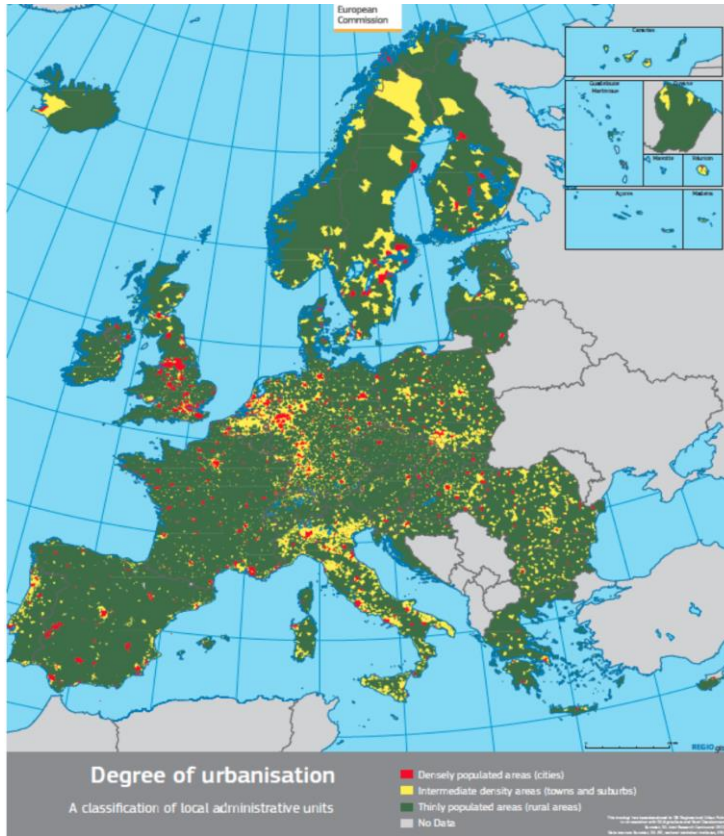 European
Commission
Canarias
Guadeloupe
Martinique
Guyane
Mayotte
Réunion
Açores
Madeira
REGIOgis
Degree of urbanisation
A classification of local administrative units
Densely populated areas (cities)
Intermediate density areas (towns and suburbs)
Thinly populated areas (rural areas)
No Data